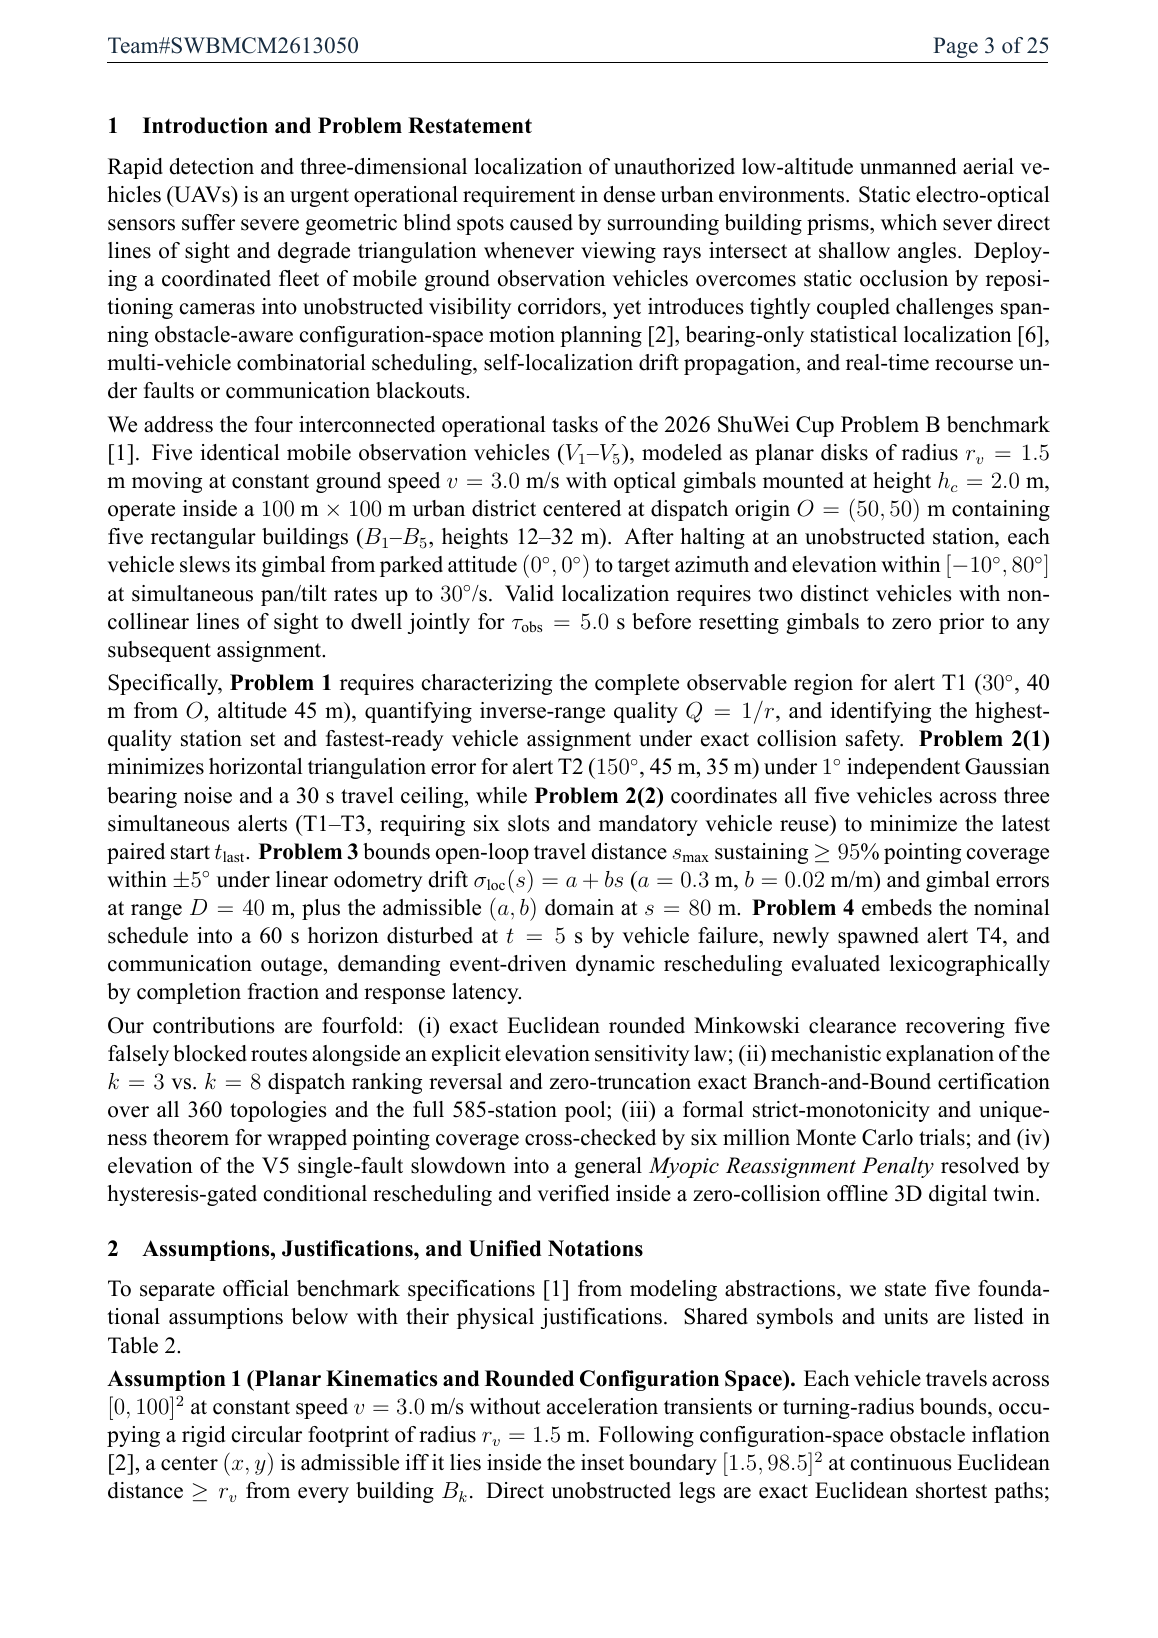 Team#SWBMCM2613050
Page 3 of 25
1 Introduction and Problem Restatement
Rapid detection and three-dimensional localization of unauthorized low-altitude unmanned aerial ve-
hicles (UAVs) is an urgent operational requirement in dense urban environments. Static electro-optical
sensors suffer severe geometric blind spots caused by surrounding building prisms, which sever direct
lines of sight and degrade triangulation whenever viewing rays intersect at shallow angles. Deploy-
ing a coordinated fleet of mobile ground observation vehicles overcomes static occlusion by reposi-
tioning cameras into unobstructed visibility corridors, yet introduces tightly coupled challenges span-
ning obstacle-aware configuration-space motion planning [2], bearing-only statistical localization [6],
multi-vehicle combinatorial scheduling, self-localization drift propagation, and real-time recourse un-
der faults or communication blackouts.
We address the four interconnected operational tasks of the 2026 ShuWei Cup Problem B benchmark
[1]. Five identical mobile observation vehicles (V₁–V₅), modeled as planar disks of radius rᵥ = 1.5
m moving at constant ground speed v = 3.0 m/s with optical gimbals mounted at height h_c = 2.0 m,
operate inside a 100 m × 100 m urban district centered at dispatch origin O = (50, 50) m containing
five rectangular buildings (B₁–B₅, heights 12–32 m). After halting at an unobstructed station, each
vehicle slews its gimbal from parked attitude (0°, 0°) to target azimuth and elevation within [−10°, 80°]
at simultaneous pan/tilt rates up to 30°/s. Valid localization requires two distinct vehicles with non-
collinear lines of sight to dwell jointly for τ_obs = 5.0 s before resetting gimbals to zero prior to any
subsequent assignment.
Specifically, Problem 1 requires characterizing the complete observable region for alert T1 (30°, 40
m from O, altitude 45 m), quantifying inverse-range quality Q = 1/r, and identifying the highest-
quality station set and fastest-ready vehicle assignment under exact collision safety. Problem 2(1)
minimizes horizontal triangulation error for alert T2 (150°, 45 m, 35 m) under 1° independent Gaussian
bearing noise and a 30 s travel ceiling, while Problem 2(2) coordinates all five vehicles across three
simultaneous alerts (T1–T3, requiring six slots and mandatory vehicle reuse) to minimize the latest
paired start t_last. Problem 3 bounds open-loop travel distance s_max sustaining ≥ 95% pointing coverage
within ±5° under linear odometry drift σ_loc(s) = a + bs (a = 0.3 m, b = 0.02 m/m) and gimbal errors
at range D = 40 m, plus the admissible (a, b) domain at s = 80 m. Problem 4 embeds the nominal
schedule into a 60 s horizon disturbed at t = 5 s by vehicle failure, newly spawned alert T4, and
communication outage, demanding event-driven dynamic rescheduling evaluated lexicographically
by completion fraction and response latency.
Our contributions are fourfold: (i) exact Euclidean rounded Minkowski clearance recovering five
falsely blocked routes alongside an explicit elevation sensitivity law; (ii) mechanistic explanation of the
k = 3 vs. k = 8 dispatch ranking reversal and zero-truncation exact Branch-and-Bound certification
over all 360 topologies and the full 585-station pool; (iii) a formal strict-monotonicity and unique-
ness theorem for wrapped pointing coverage cross-checked by six million Monte Carlo trials; and (iv)
elevation of the V5 single-fault slowdown into a general Myopic Reassignment Penalty resolved by
hysteresis-gated conditional rescheduling and verified inside a zero-collision offline 3D digital twin.
2 Assumptions, Justifications, and Unified Notations
To separate official benchmark specifications [1] from modeling abstractions, we state five founda-
tional assumptions below with their physical justifications. Shared symbols and units are listed in
Table 2.
Assumption 1 (Planar Kinematics and Rounded Configuration Space). Each vehicle travels across
[0, 100]² at constant speed v = 3.0 m/s without acceleration transients or turning-radius bounds, occu-
pying a rigid circular footprint of radius rᵥ = 1.5 m. Following configuration-space obstacle inflation
[2], a center (x, y) is admissible iff it lies inside the inset boundary [1.5, 98.5]² at continuous Euclidean
distance ≥ rᵥ from every building B_k. Direct unobstructed legs are exact Euclidean shortest paths;